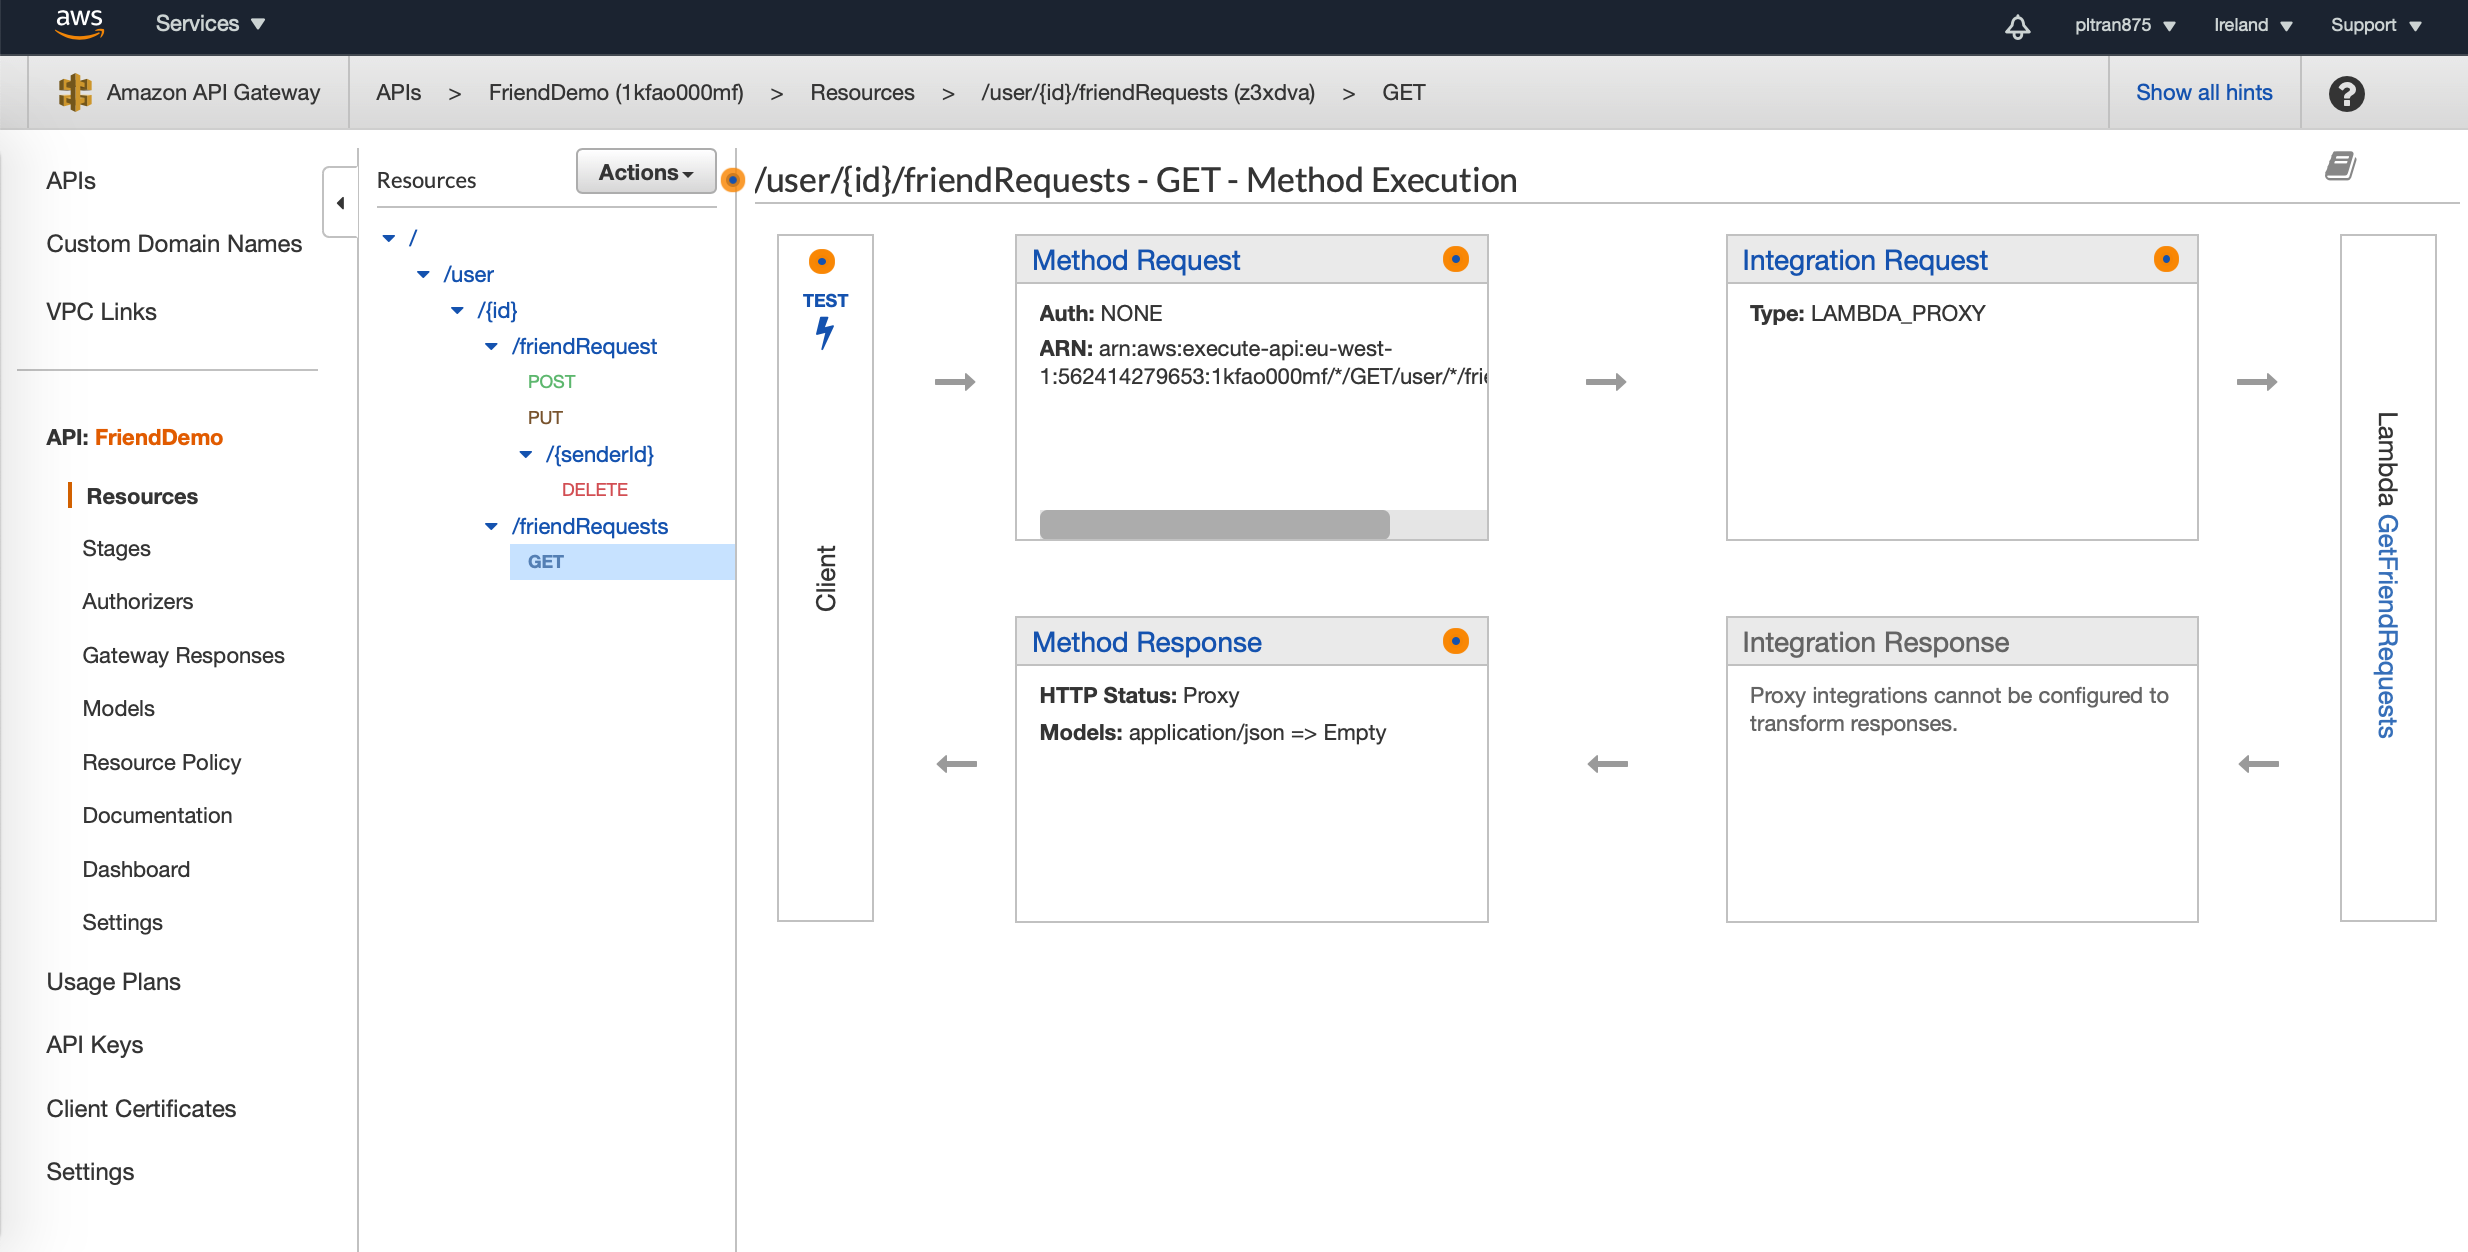 aws
Services
pltran875
Ireland
Support
Amazon API Gateway
APIs > FriendDemo (1kfao000mf) > Resources > /user/{id}/friendRequests (z3xdva) > GET
Show all hints
?
APIs
Custom Domain Names
VPC Links
API: FriendDemo
Resources
Stages
Authorizers
Gateway Responses
Models
Resource Policy
Documentation
Dashboard
Settings
Usage Plans
API Keys
Client Certificates
Settings
Resources
Actions
/
/user
/{id}
/friendRequest
POST
PUT
/{senderId}
DELETE
/friendRequests
GET
/user/{id}/friendRequests - GET - Method Execution
TEST
Client
Method Request
Auth: NONE
ARN: arn:aws:execute-api:eu-west-
1:562414279653:1kfao000mf/*/GET/user/*/frie
Integration Request
Type: LAMBDA_PROXY
Method Response
HTTP Status: Proxy
Models: application/json => Empty
Integration Response
Proxy integrations cannot be configured to
transform responses.
Lambda GetFriendRequests